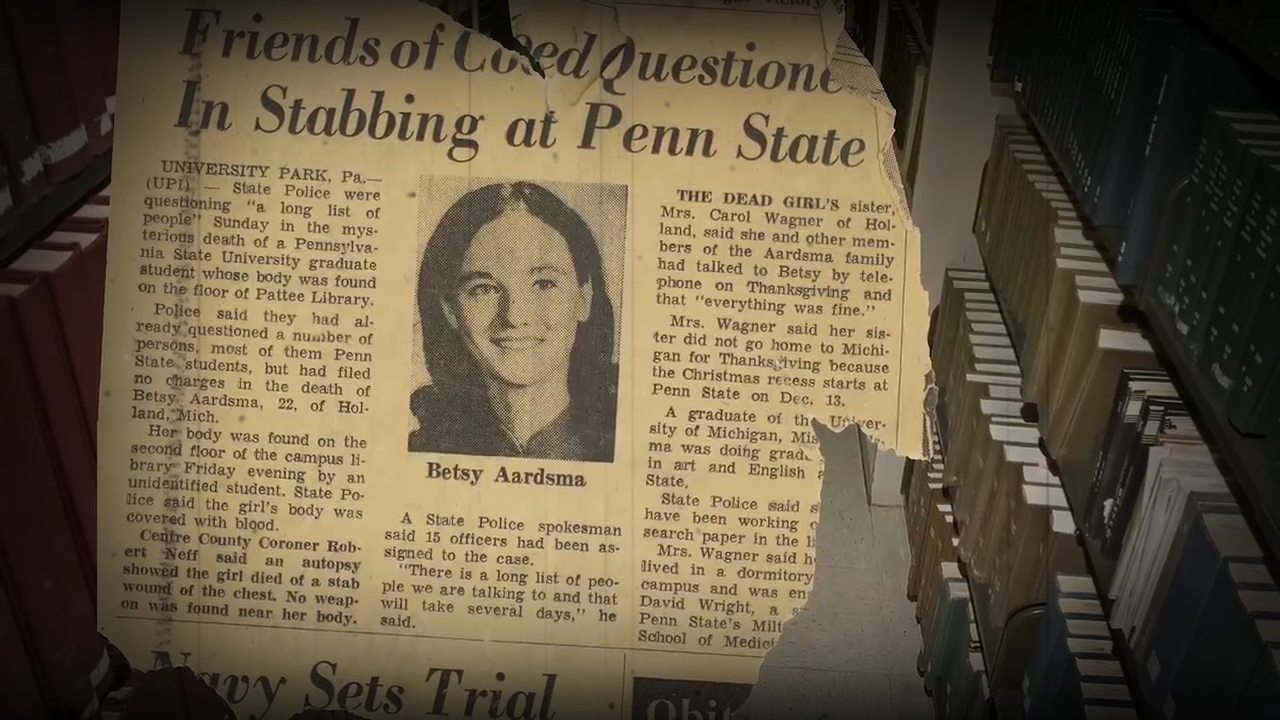 Friends of Coed Questione
In Stabbing at Penn State
UNIVERSITY PARK, Pa.—
(UPI) — State Police were
questioning "a long list of
people" Sunday in the mys-
terious death of a Pennsylva-
nia State University graduate
student whose body was found
on the floor of Pattee Library.
Police said they had al-
ready questioned a number of
persons, most of them Penn
State students, but had filed
no charges in the death of
Betsy Aardsma, 22, of Hol-
land, Mich.
Her body was found on the
second floor of the campus li-
brary Friday evening by an
unidentified student. State Po-
lice said the girl's body was
covered with blood.
Centre County Coroner Rob-
ert Neff said an autopsy
showed the girl died of a stab
wound of the chest. No weap-
on was found near her body.
Betsy Aardsma
A State Police spokesman
said 15 officers had been as-
signed to the case.
"There is a long list of peo-
ple we are talking to and that
will take several days," he
said.
THE DEAD GIRL'S sister,
Mrs. Carol Wagner of Hol-
land, said she and other mem-
bers of the Aardsma family
had talked to Betsy by tele-
phone on Thanksgiving and
that "everything was fine."
Mrs. Wagner said her sis-
ter did not go home to Michi-
gan for Thanksgiving because
the Christmas recess starts at
Penn State on Dec. 13.
A graduate of the Univer-
sity of Michigan, Mis
ma was doing grad
in art and English
State.
State Police said s
have been working
search paper in the li
Mrs. Wagner said h
lived in a dormitory
campus and was en
David Wright, a s
Penn State's Milt
School of Medic
Navy Sets Trial
Obit